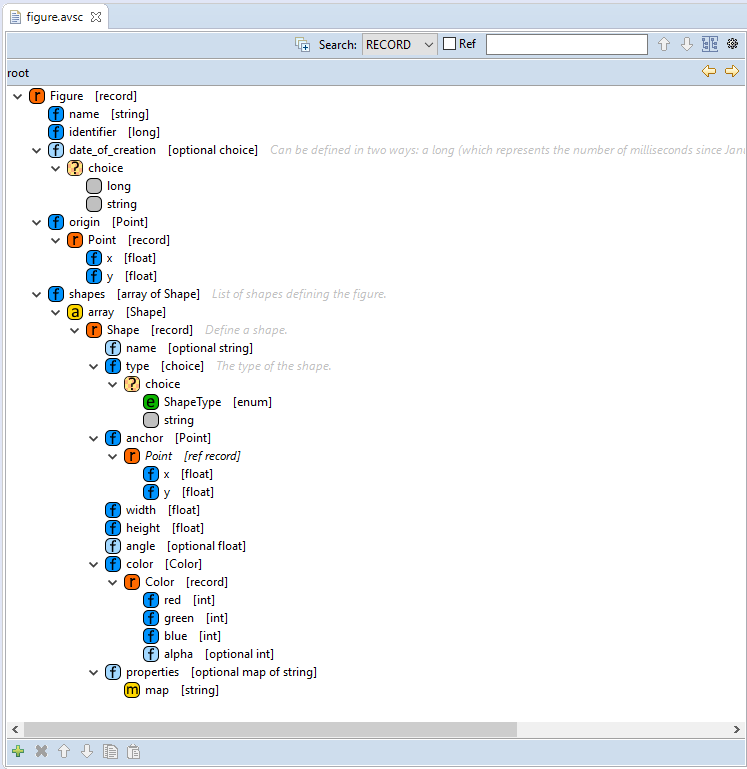 figure.avsc
Search: RECORD Ref
root
r Figure [record]
f name [string]
f identifier [long]
f date_of_creation [optional choice] Can be defined in two ways: a long (which represents the number of milliseconds since Janu
? choice
long
string
f origin [Point]
r Point [record]
f x [float]
f y [float]
f shapes [array of Shape] List of shapes defining the figure.
a array [Shape]
r Shape [record] Define a shape.
f name [optional string]
f type [choice] The type of the shape.
? choice
e ShapeType [enum]
string
f anchor [Point]
r Point [ref record]
f x [float]
f y [float]
f width [float]
f height [float]
f angle [optional float]
f color [Color]
r Color [record]
f red [int]
f green [int]
f blue [int]
f alpha [optional int]
f properties [optional map of string]
m map [string]